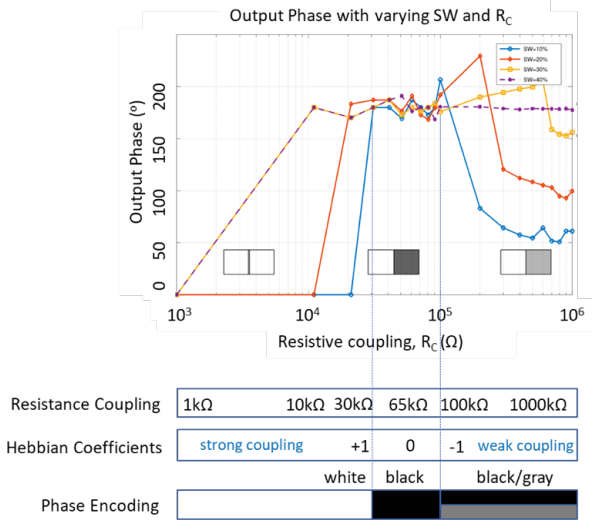 Output Phase with varying SW and R_C
SW=10%
SW=20%
SW=30%
SW=40%
Output Phase (º)
200
150
100
50
0
10³ 10⁴ 10⁵ 10⁶
Resistive coupling, R_C (Ω)
Resistance Coupling 1kΩ 10kΩ 30kΩ 65kΩ 100kΩ 1000kΩ
Hebbian Coefficients strong coupling +1 0 -1 weak coupling
white black black/gray
Phase Encoding